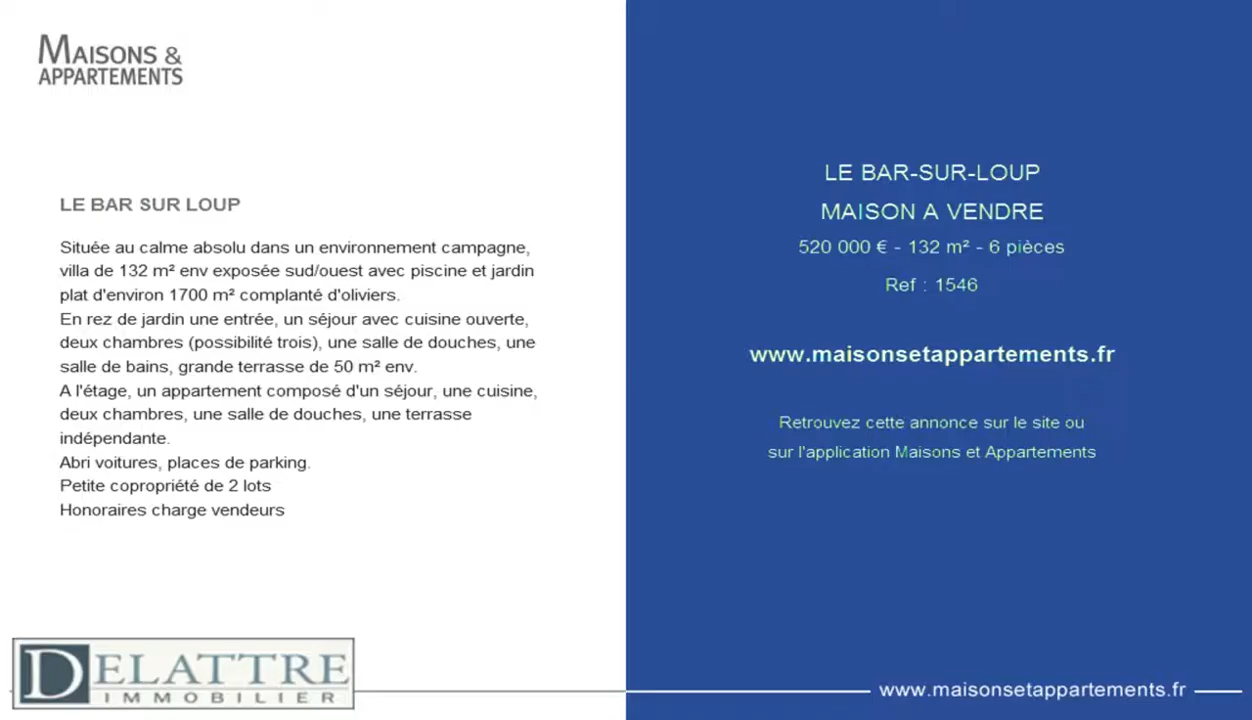 MAISONS &
APPARTEMENTS
LE BAR SUR LOUP
Située au calme absolu dans un environnement campagne,
villa de 132 m² env exposée sud/ouest avec piscine et jardin
plat d'environ 1700 m² complanté d'oliviers.
En rez de jardin une entrée, un séjour avec cuisine ouverte,
deux chambres (possibilité trois), une salle de douches, une
salle de bains, grande terrasse de 50 m² env.
A l'étage, un appartement composé d'un séjour, une cuisine,
deux chambres, une salle de douches, une terrasse
indépendante.
Abri voitures, places de parking.
Petite copropriété de 2 lots
Honoraires charge vendeurs
DELATTRE
IMMOBILIER
LE BAR-SUR-LOUP
MAISON A VENDRE
520 000 € - 132 m² - 6 pièces
Ref : 1546
www.maisonsetappartements.fr
Retrouvez cette annonce sur le site ou
sur l'application Maisons et Appartements
www.maisonsetappartements.fr